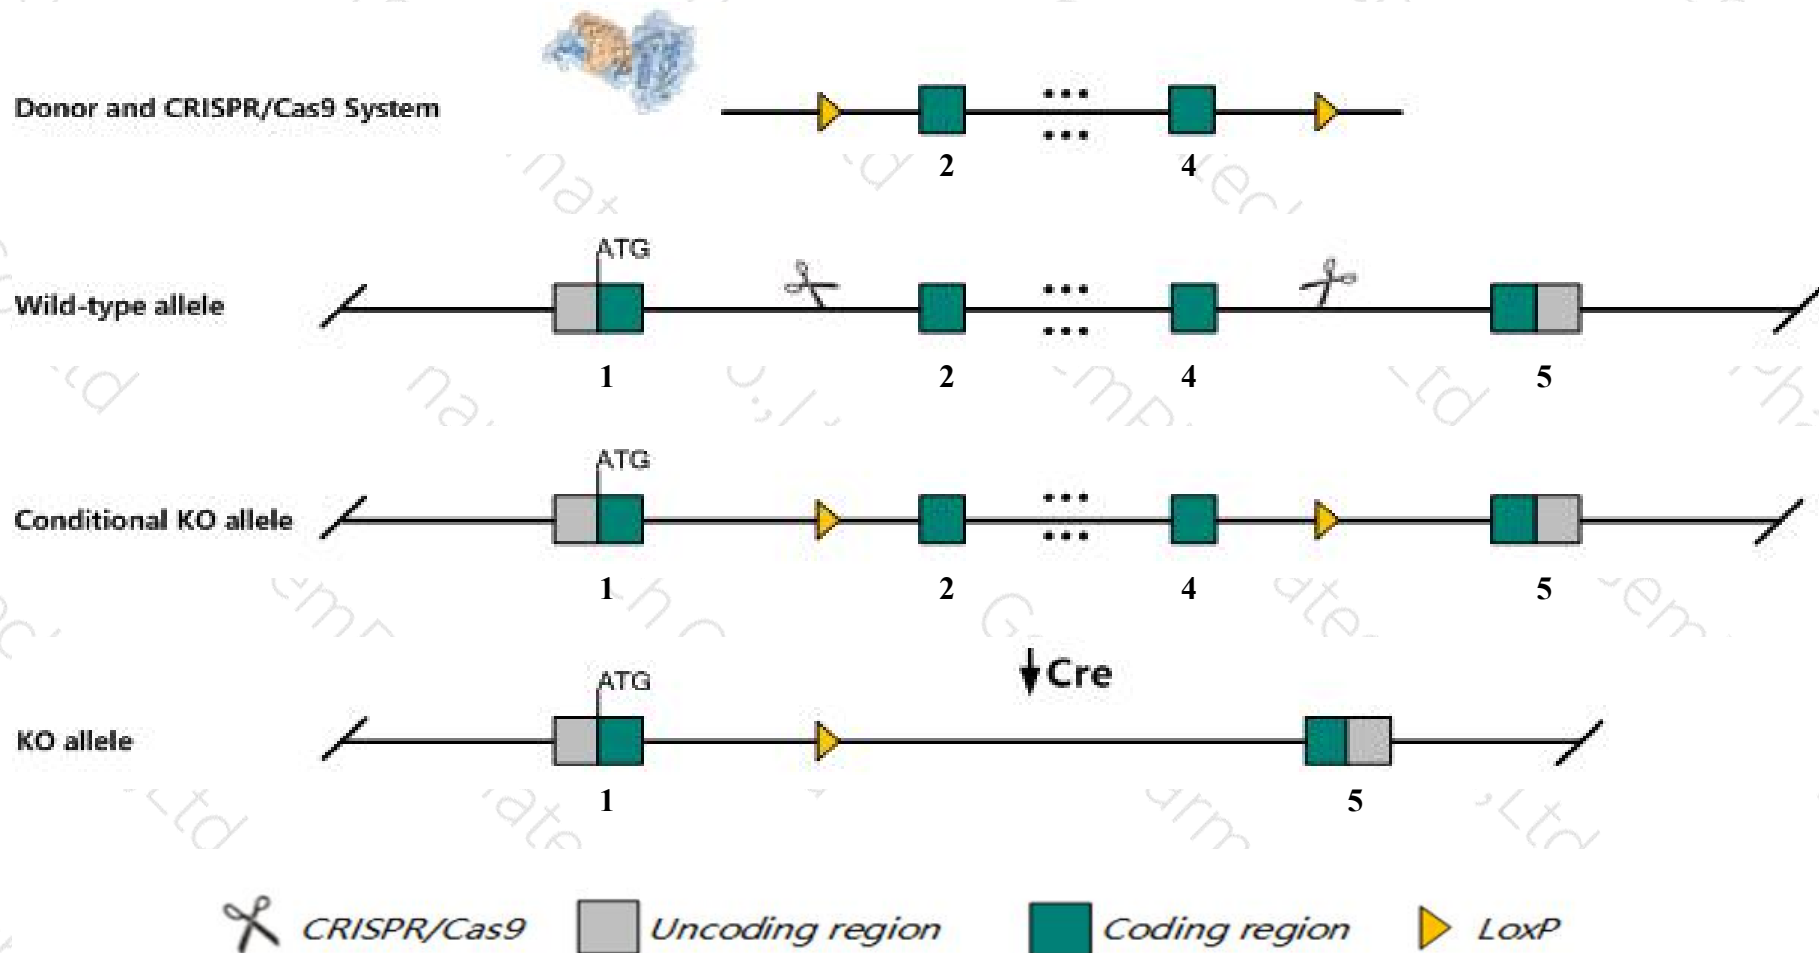 Donor and CRISPR/Cas9 System
2 4
ATG
Wild-type allele
1 2 4 5
ATG
Conditional KO allele
1 2 4 5
Cre
ATG
KO allele
1 5
CRISPR/Cas9 Uncoding region Coding region LoxP